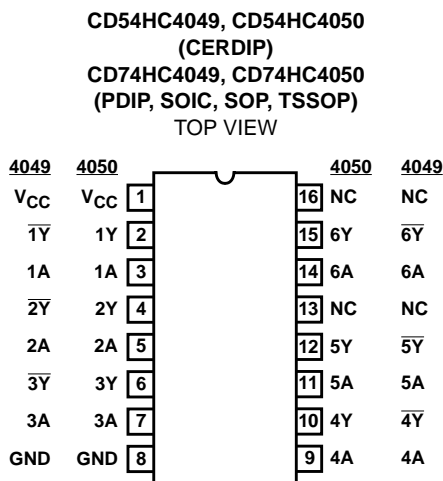 CD54HC4049, CD54HC4050
(CERDIP)
CD74HC4049, CD74HC4050
(PDIP, SOIC, SOP, TSSOP)
TOP VIEW
4049 4050 4050 4049
VCC VCC 1 16 NC NC
1Y̅ 1Y 2 15 6Y 6Y̅
1A 1A 3 14 6A 6A
2Y̅ 2Y 4 13 NC NC
2A 2A 5 12 5Y 5Y̅
3Y̅ 3Y 6 11 5A 5A
3A 3A 7 10 4Y 4Y̅
GND GND 8 9 4A 4A